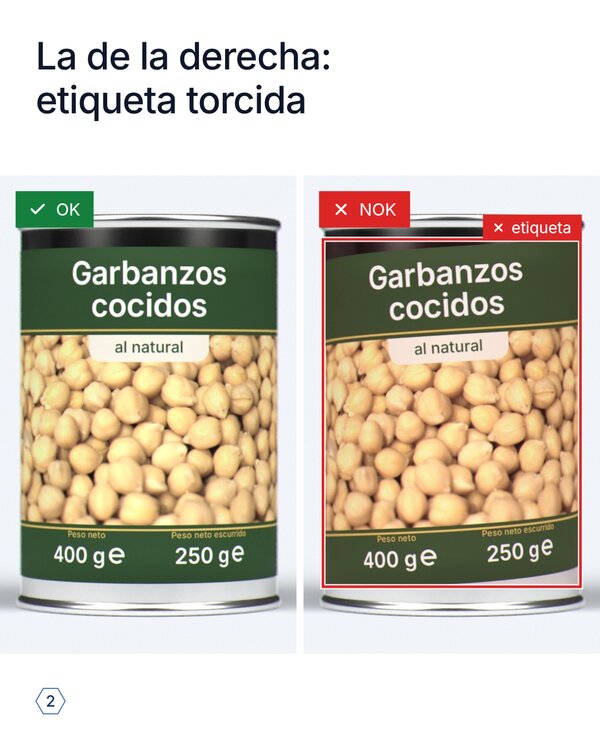 La de la derecha:
etiqueta torcida
OK
Garbanzos
cocidos
al natural
Peso neto
400 g℮
Peso neto escurrido
250 g℮
NOK
etiqueta
Garbanzos
cocidos
al natural
Peso neto
400 g℮
Peso neto escurrido
250 g℮
2